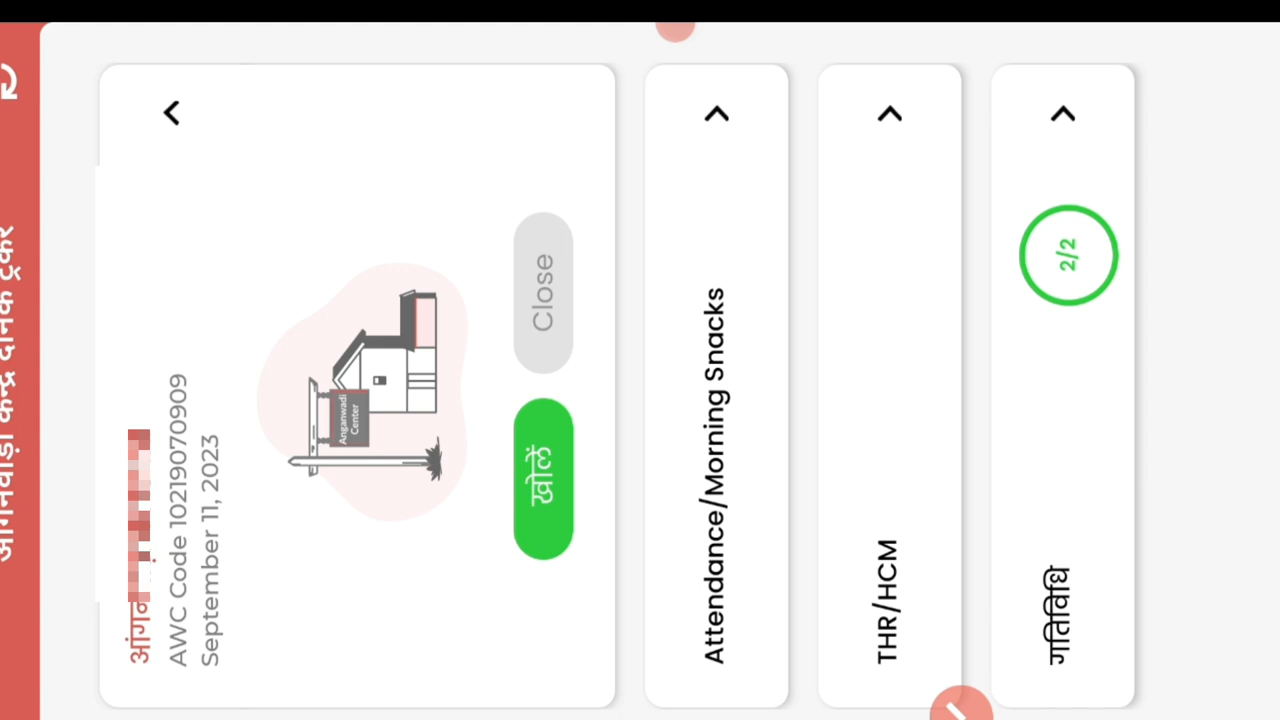 आंगनवाड़ी केन्द्र दैनिक ट्रैकर
AWC Code 10219070909
September 11, 2023
Anganwadi
Center
खोलें
Close
Attendance/Morning Snacks
THR/HCM
गतिविधि
2/2